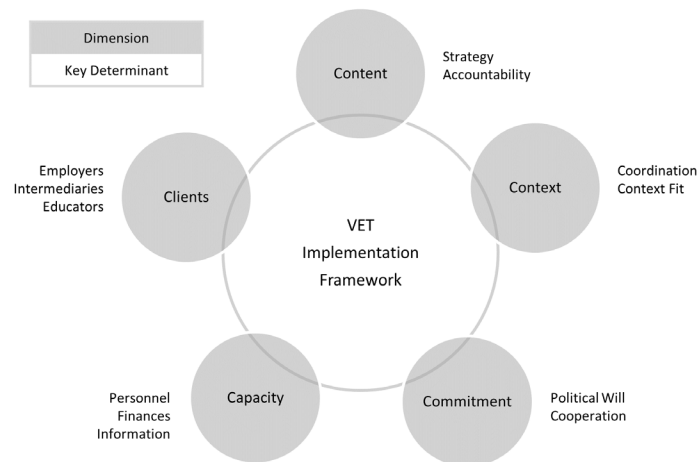 Dimension
Key Determinant
Content
Strategy
Accountability
Context
Coordination
Context Fit
Commitment
Political Will
Cooperation
Capacity
Personnel
Finances
Information
Clients
Employers
Intermediaries
Educators
VET
Implementation
Framework